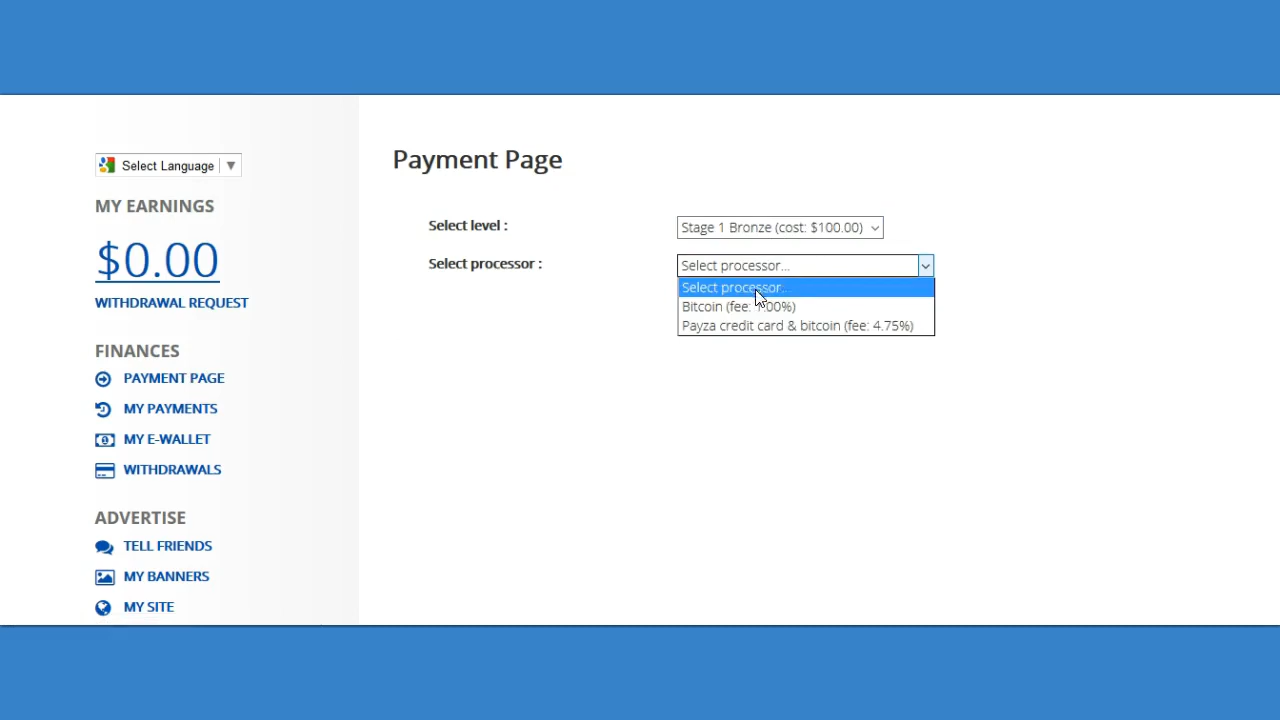 Select Language ▼
MY EARNINGS
$0.00
WITHDRAWAL REQUEST
FINANCES
PAYMENT PAGE
MY PAYMENTS
MY E-WALLET
WITHDRAWALS
ADVERTISE
TELL FRIENDS
MY BANNERS
MY SITE
Payment Page
Select level :
Stage 1 Bronze (cost: $100.00)
Select processor :
Select processor...
Select processor...
Bitcoin (fee: 1.00%)
Payza credit card & bitcoin (fee: 4.75%)